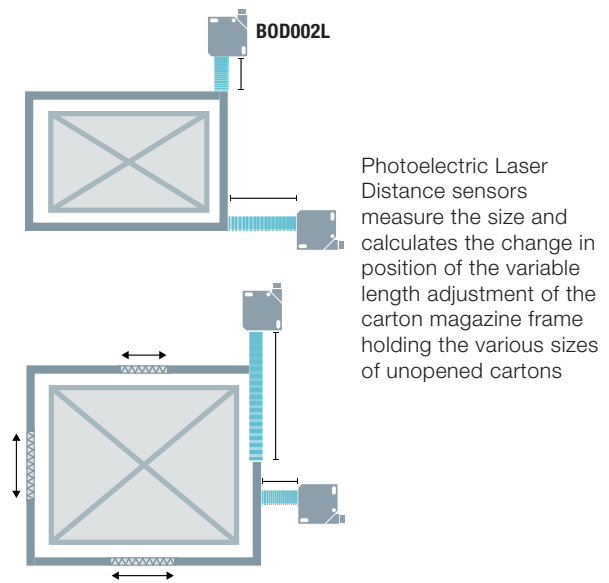 BOD002L
Photoelectric Laser
Distance sensors
measure the size and
calculates the change in
position of the variable
length adjustment of the
carton magazine frame
holding the various sizes
of unopened cartons